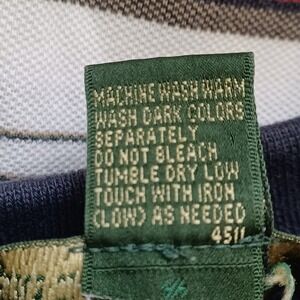 MACHINE WASH WARM
WASH DARK COLORS
SEPARATELY
DO NOT BLEACH
TUMBLE DRY LOW
TOUCH WITH IRON
(LOW) AS NEEDED
4511